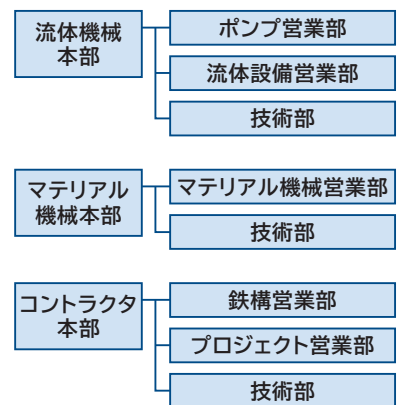 流体機械
本部
ポンプ営業部
流体設備営業部
技術部
マテリアル
機械本部
マテリアル機械営業部
技術部
コントラクタ
本部
鉄構営業部
プロジェクト営業部
技術部